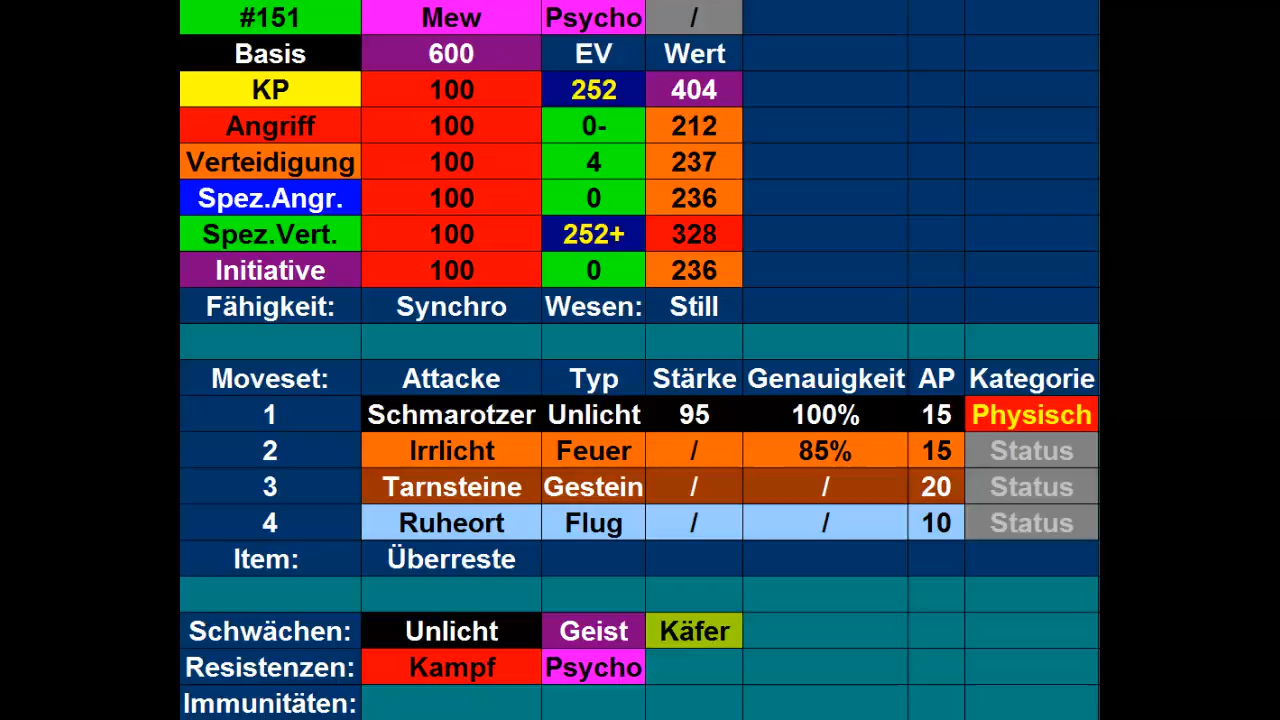 #151 Mew Psycho /
Basis 600 EV Wert
KP 100 252 404
Angriff 100 0- 212
Verteidigung 100 4 237
Spez.Angr. 100 0 236
Spez.Vert. 100 252+ 328
Initiative 100 0 236
Fähigkeit: Synchro Wesen: Still
Moveset: Attacke Typ Stärke Genauigkeit AP Kategorie
1 Schmarotzer Unlicht 95 100% 15 Physisch
2 Irrlicht Feuer / 85% 15 Status
3 Tarnsteine Gestein / / 20 Status
4 Ruheort Flug / / 10 Status
Item: Überreste
Schwächen: Unlicht Geist Käfer
Resistenzen: Kampf Psycho
Immunitäten: